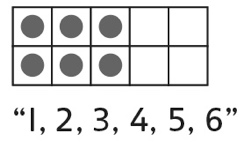 “1, 2, 3, 4, 5, 6”